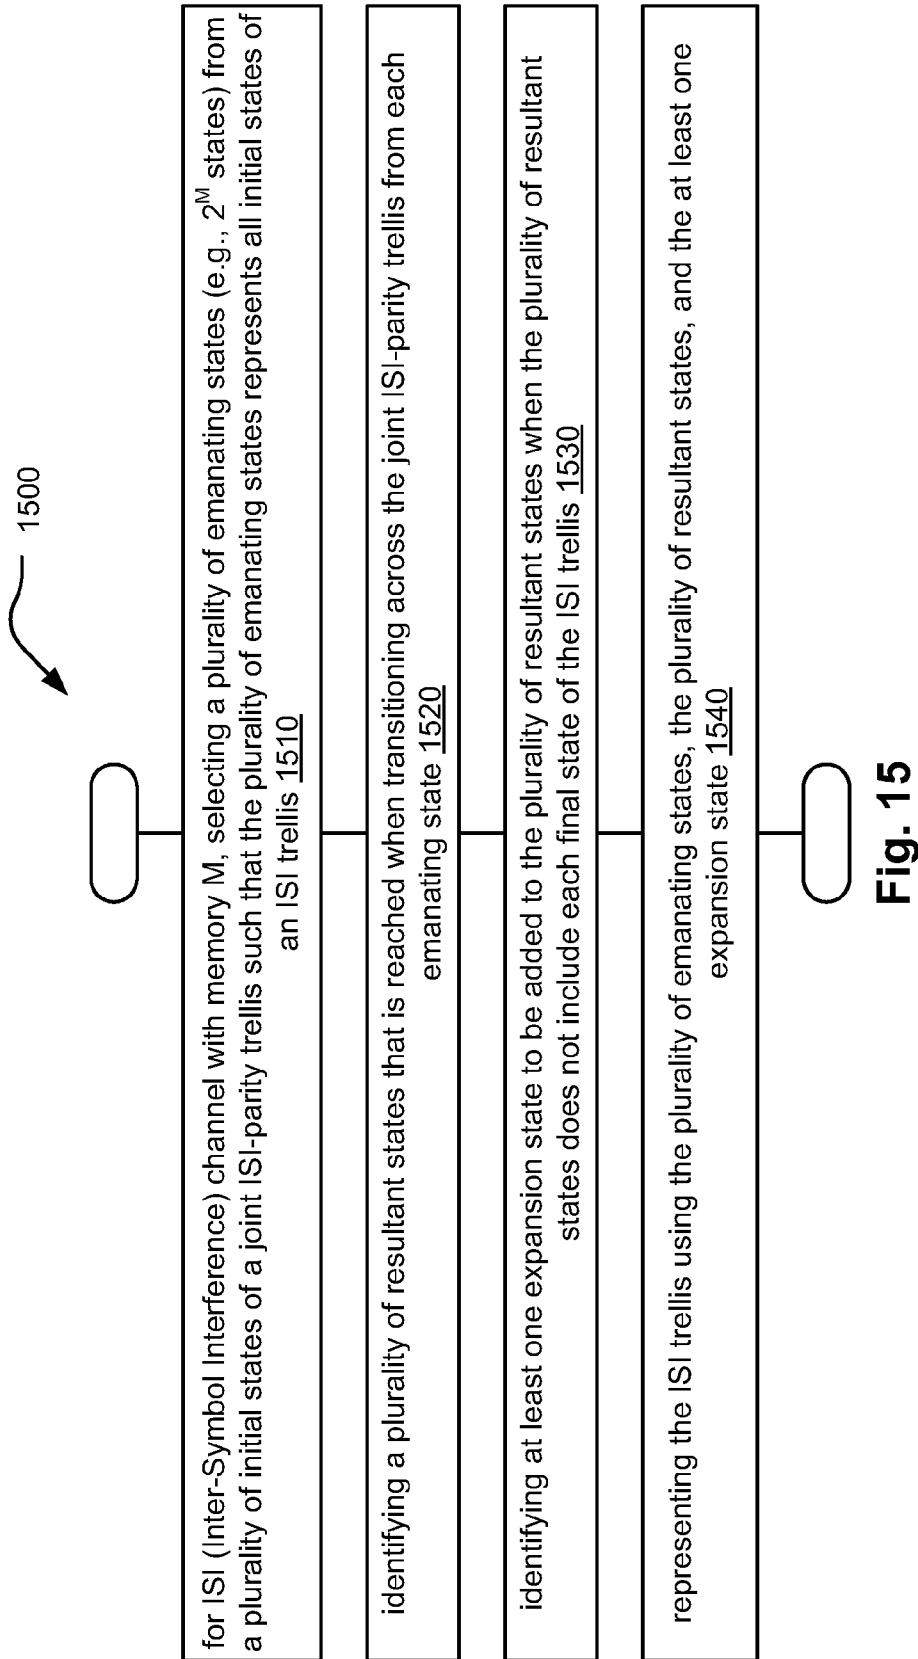 1500
for ISI (Inter-Symbol Interference) channel with memory M, selecting a plurality of emanating states (e.g., 2^M states) from
a plurality of initial states of a joint ISI-parity trellis such that the plurality of emanating states represents all initial states of
an ISI trellis 1510
identifying a plurality of resultant states that is reached when transitioning across the joint ISI-parity trellis from each
emanating state 1520
identifying at least one expansion state to be added to the plurality of resultant states when the plurality of resultant
states does not include each final state of the ISI trellis 1530
representing the ISI trellis using the plurality of emanating states, the plurality of resultant states, and the at least one
expansion state 1540
Fig. 15